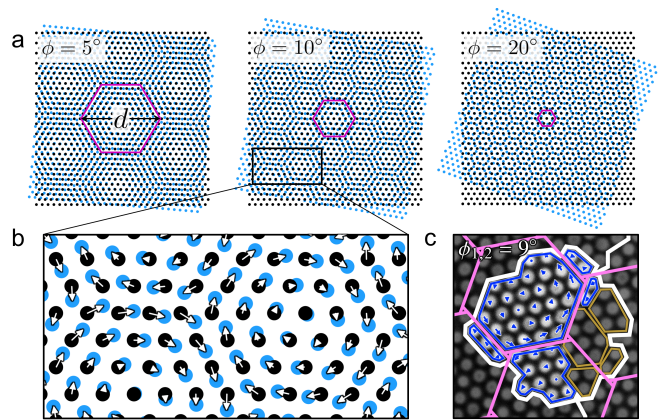 a
ϕ = 5°
ϕ = 10°
ϕ = 20°
d
b
c
ϕ1,2 = 9°